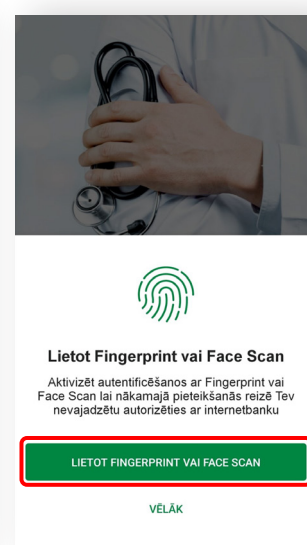 Lietot Fingerprint vai Face Scan
Aktivizēt autentificēšanos ar Fingerprint vai
Face Scan lai nākamajā pieteikšanās reizē Tev
nevajadzētu autorizēties ar internetbanku
LIETOT FINGERPRINT VAI FACE SCAN
VĒLĀK